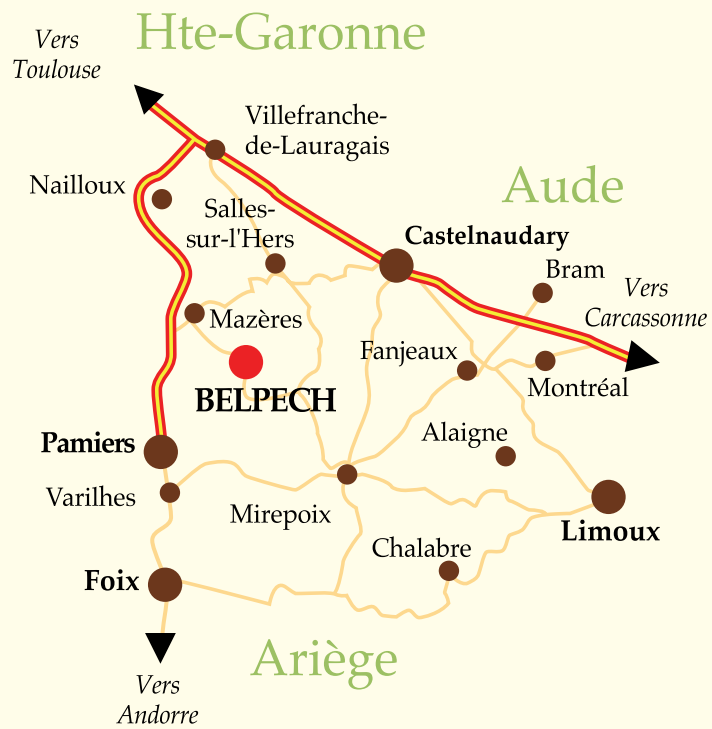 Hte-Garonne
Vers
Toulouse
Villefranche-
de-Lauragais
Nailloux
Aude
Salles-
sur-l'Hers
Castelnaudary
Bram
Vers
Carcassonne
Mazères
Fanjeaux
Montréal
BELPECH
Alaigne
Pamiers
Varilhes
Mirepoix
Limoux
Chalabre
Foix
Ariège
Vers
Andorre